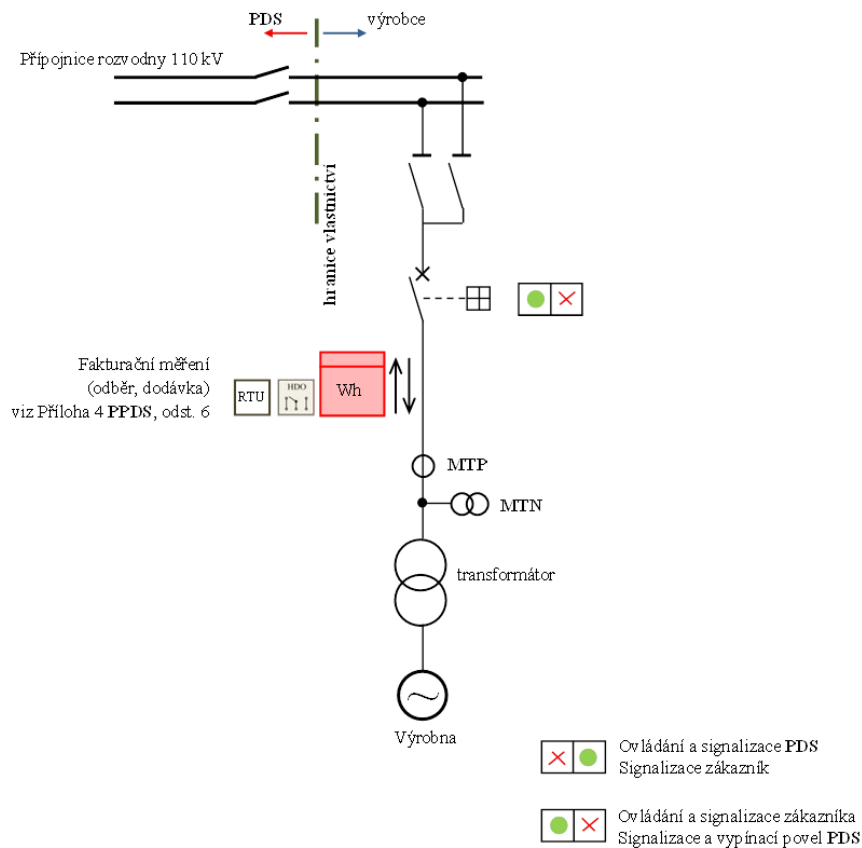 PDS
výrobce
Přípojnice rozvodny 110 kV
hranice vlastnictví
Fakturační měření
(odběr, dodávka)
viz Příloha 4 PPDS, odst. 6
RTU
HDO
Wh
MTP
MTN
transformátor
Výrobna
Ovládání a signalizace PDS
Signalizace zákazník
Ovládání a signalizace zákazníka
Signalizace a vypínací povel PDS